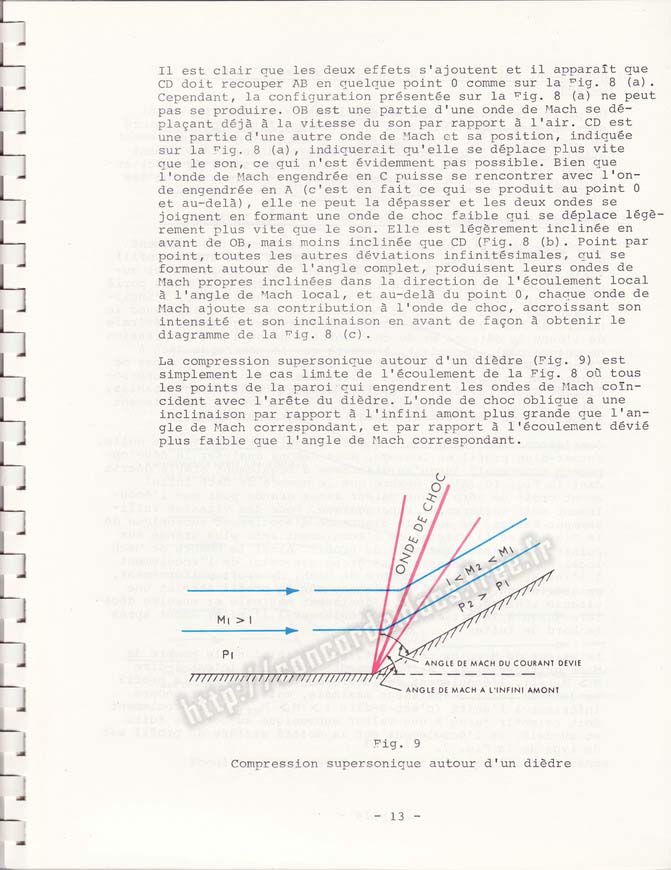 Il est clair que les deux effets s'ajoutent et il apparaît que
CD doit recouper AB en quelque point 0 comme sur la Fig. 8 (a).
Cependant, la configuration présentée sur la Fig. 8 (a) ne peut
pas se produire. OB est une partie d'une onde de Mach se dé-
plaçant déjà à la vitesse du son par rapport à l'air. CD est
une partie d'une autre onde de Mach et sa position, indiquée
sur la Fig. 8 (a), indiquerait qu'elle se déplace plus vite
que le son, ce qui n'est évidemment pas possible. Bien que
l'onde de Mach engendrée en C puisse se rencontrer avec l'on-
de engendrée en A (c'est en fait ce qui se produit au point 0
et au-delà), elle ne peut la dépasser et les deux ondes se
joignent en formant une onde de choc faible qui se déplace légè-
rement plus vite que le son. Elle est légèrement inclinée en
avant de OB, mais moins inclinée que CD (Fig. 8 (b). Point par
point, toutes les autres déviations infinitésimales, qui se
forment autour de l'angle complet, produisent leurs ondes de
Mach propres inclinées dans la direction de l'écoulement local
à l'angle de Mach local, et au-delà du point 0, chaque onde de
Mach ajoute sa contribution à l'onde de choc, accroissant son
intensité et son inclinaison en avant de façon à obtenir le
diagramme de la Fig. 8 (c).
La compression supersonique autour d'un dièdre (Fig. 9) est
simplement le cas limite de l'écoulement de la Fig. 8 où tous
les points de la paroi qui engendrent les ondes de Mach coïn-
cident avec l'arête du dièdre. L'onde de choc oblique a une
inclinaison par rapport à l'infini amont plus grande que l'an-
gle de Mach correspondant, et par rapport à l'écoulement dévié
plus faible que l'angle de Mach correspondant.
ONDE DE CHOC
1 < M2 < M1
P2 > P1
M1 > 1
P1
ANGLE DE MACH DU COURANT DEVIE
ANGLE DE MACH A L'INFINI AMONT
Fig. 9
Compression supersonique autour d'un dièdre
- 13 -